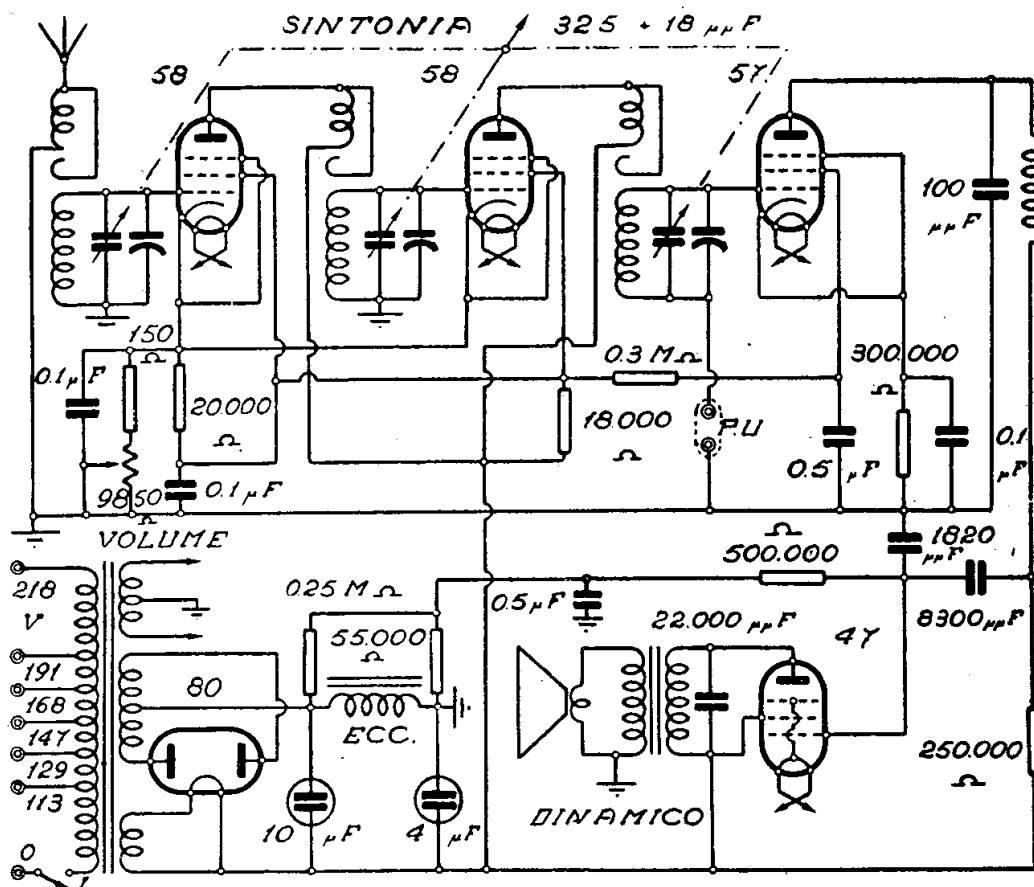 SINTONIA 325 + 18 µµF
58
58
57
100
µµF
150
Ω
0.1 µF
20.000
Ω
0.3 MΩ
300.000
Ω
18.000
Ω
P.U
0.5 µF
0.1
µF
9850
Ω
0.1 µF
VOLUME
218
V
191
168
147
129
113
0
80
0.25 M Ω
55.000
Ω
ECC.
10 µF
4 µF
0.5 µF
Ω
500.000
1820
µµF
8300 µµF
22.000 µµF
47
250.000
Ω
DINAMICO